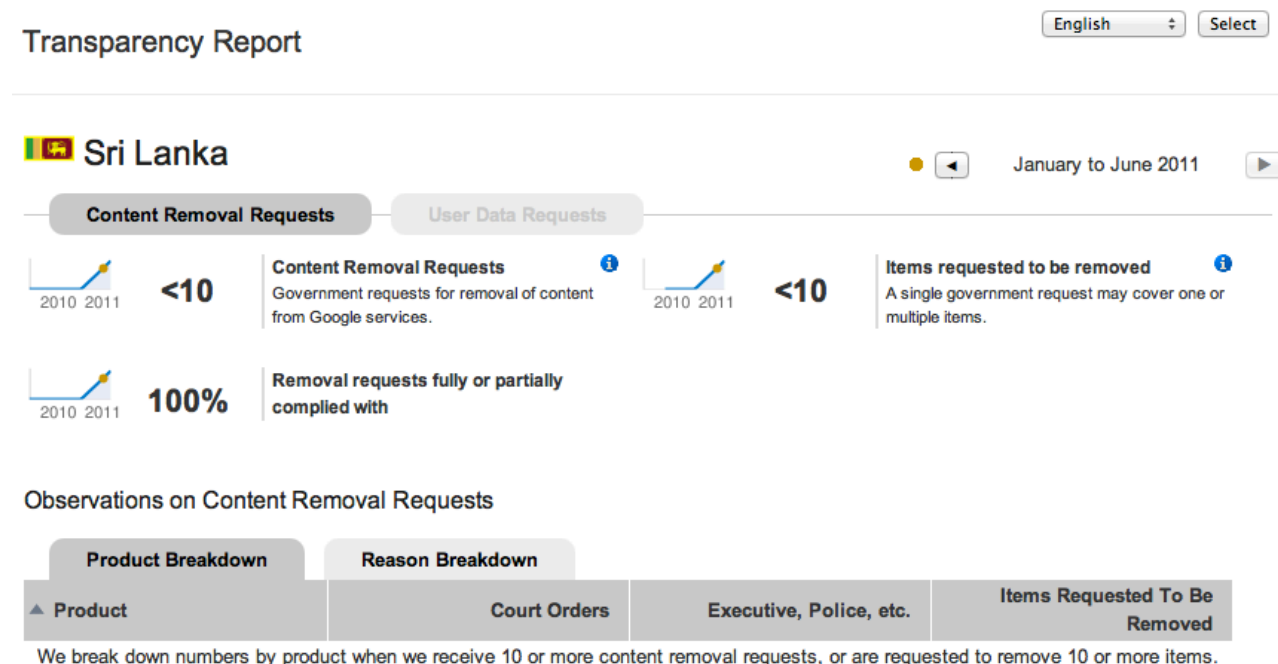 Transparency Report
English
Select
Sri Lanka
January to June 2011
Content Removal Requests
User Data Requests
2010 2011
<10
Content Removal Requests
Government requests for removal of content
from Google services.
2010 2011
<10
Items requested to be removed
A single government request may cover one or
multiple items.
2010 2011
100%
Removal requests fully or partially
complied with
Observations on Content Removal Requests
Product Breakdown
Reason Breakdown
Product
Court Orders
Executive, Police, etc.
Items Requested To Be
Removed
We break down numbers by product when we receive 10 or more content removal requests, or are requested to remove 10 or more items,